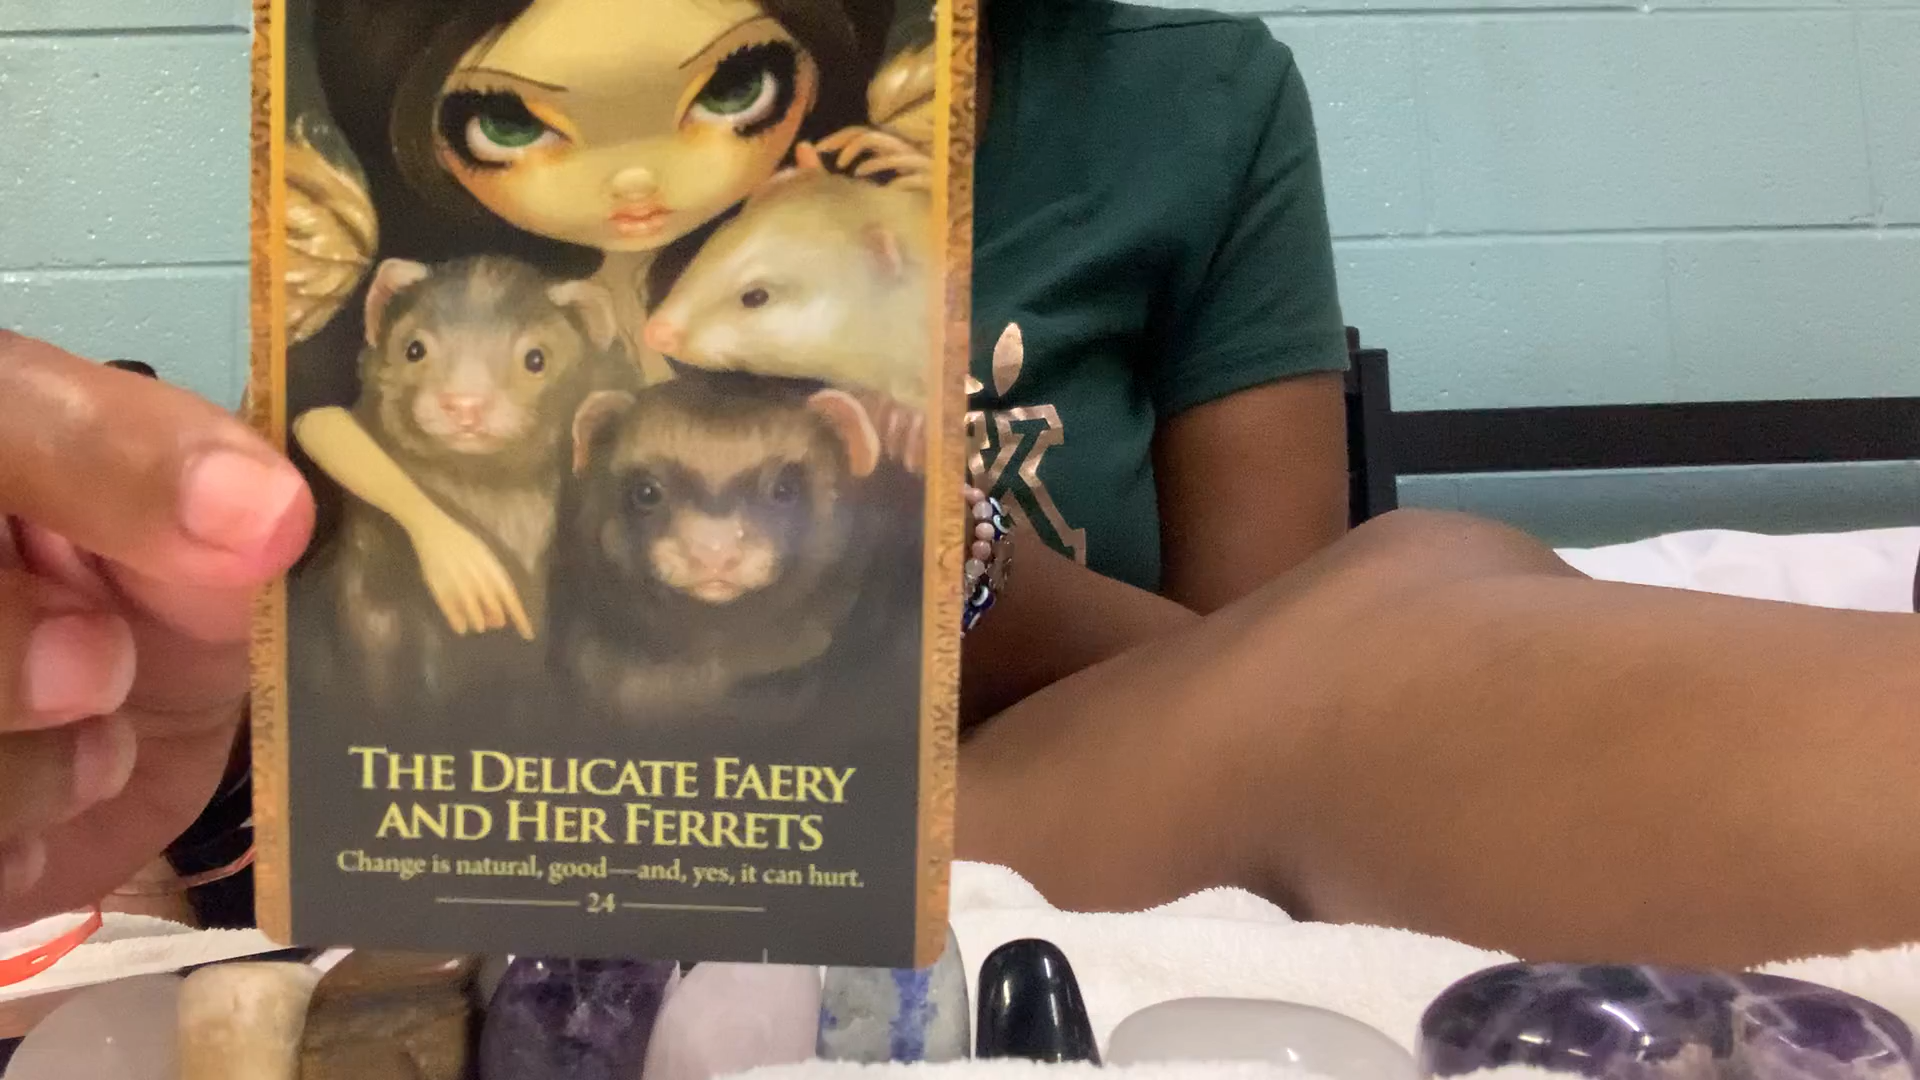 THE DELICATE FAERY
AND HER FERRETS
Change is natural, good—and, yes, it can hurt.
24